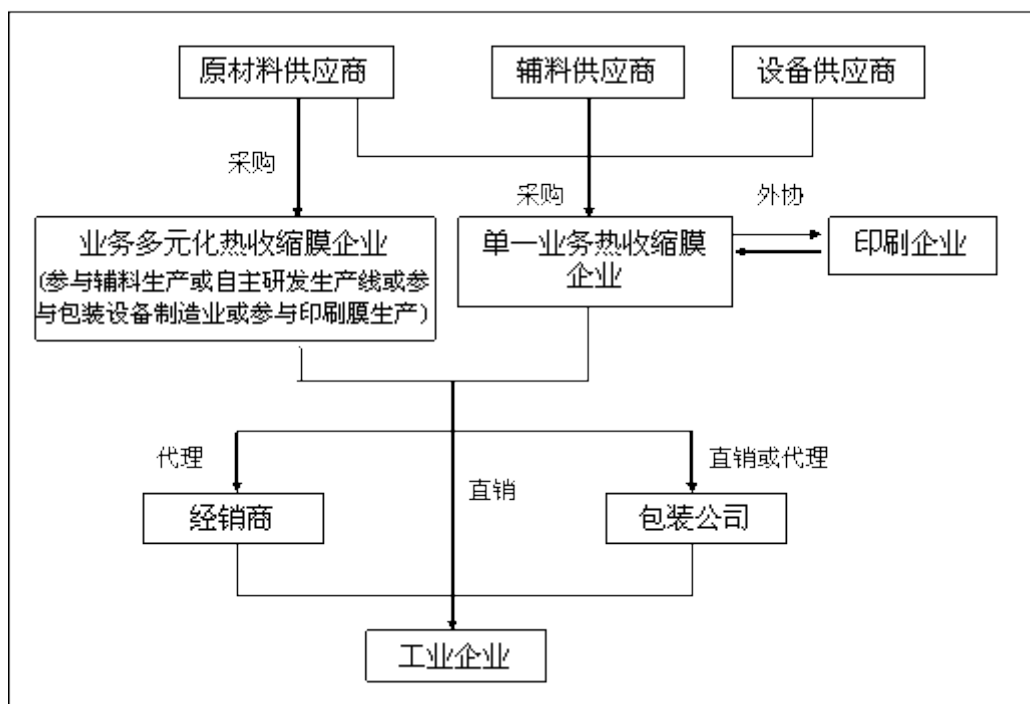 原材料供应商
辅料供应商
设备供应商
采购
采购
外协
业务多元化热收缩膜企业
(参与辅料生产或自主研发生产线或参
与包装设备制造业或参与印刷膜生产)
单一业务热收缩膜
企业
印刷企业
代理
直销
直销或代理
经销商
包装公司
工业企业